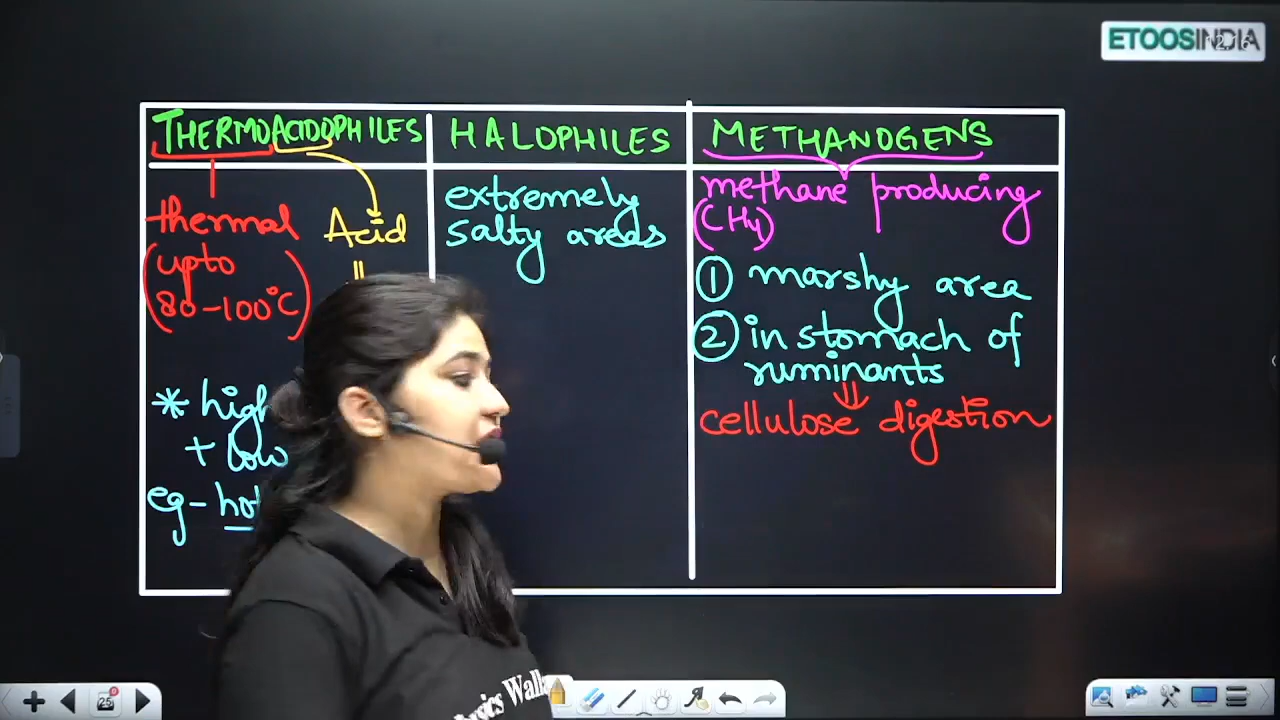 ETOOSINDIA
THERMOACIDOPHILES
HALOPHILES
METHANOGENS
thermal
(upto
80-100°C)
Acid
* high
+ low
eg- hot
extremely
salty areas
methane producing
(CH4)
① marshy area
② in stomach of
ruminants
cellulose digestion
25